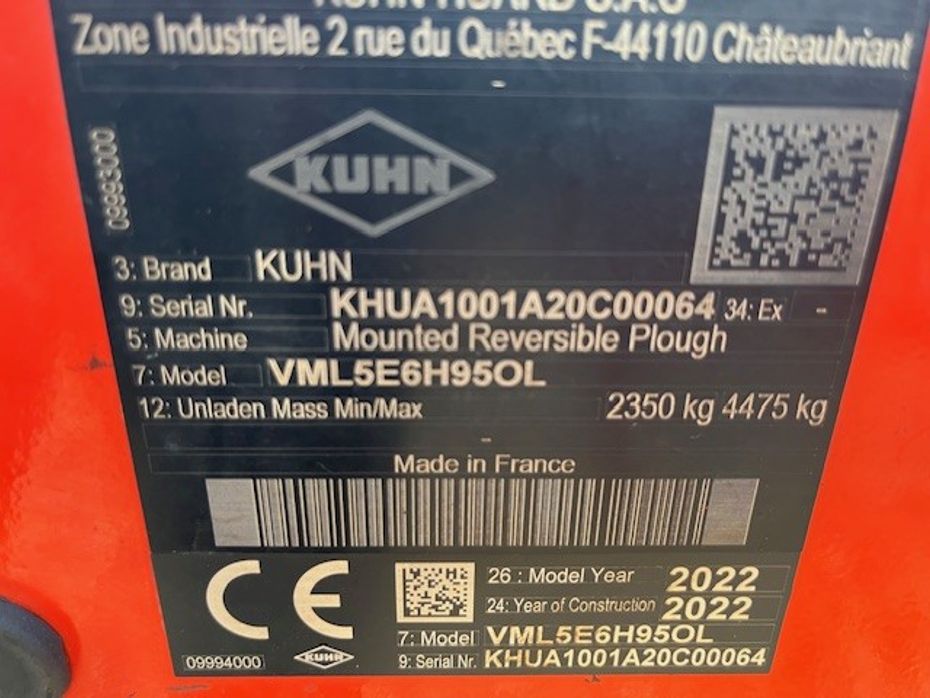 KUHN-HUARD S.A.S
Zone Industrielle 2 rue du Québec F-44110 Châteaubriant
-
09993000
KUHN
3: Brand KUHN
9: Serial Nr. KHUA1001A20C00064 34: Ex -
5: Machine Mounted Reversible Plough
7: Model VML5E6H95OL
12: Unladen Mass Min/Max 2350 kg 4475 kg
-
Made in France
CE
26 : Model Year 2022
24: Year of Construction 2022
7: Model VML5E6H95OL
9: Serial Nr. KHUA1001A20C00064
09994000
KUHN